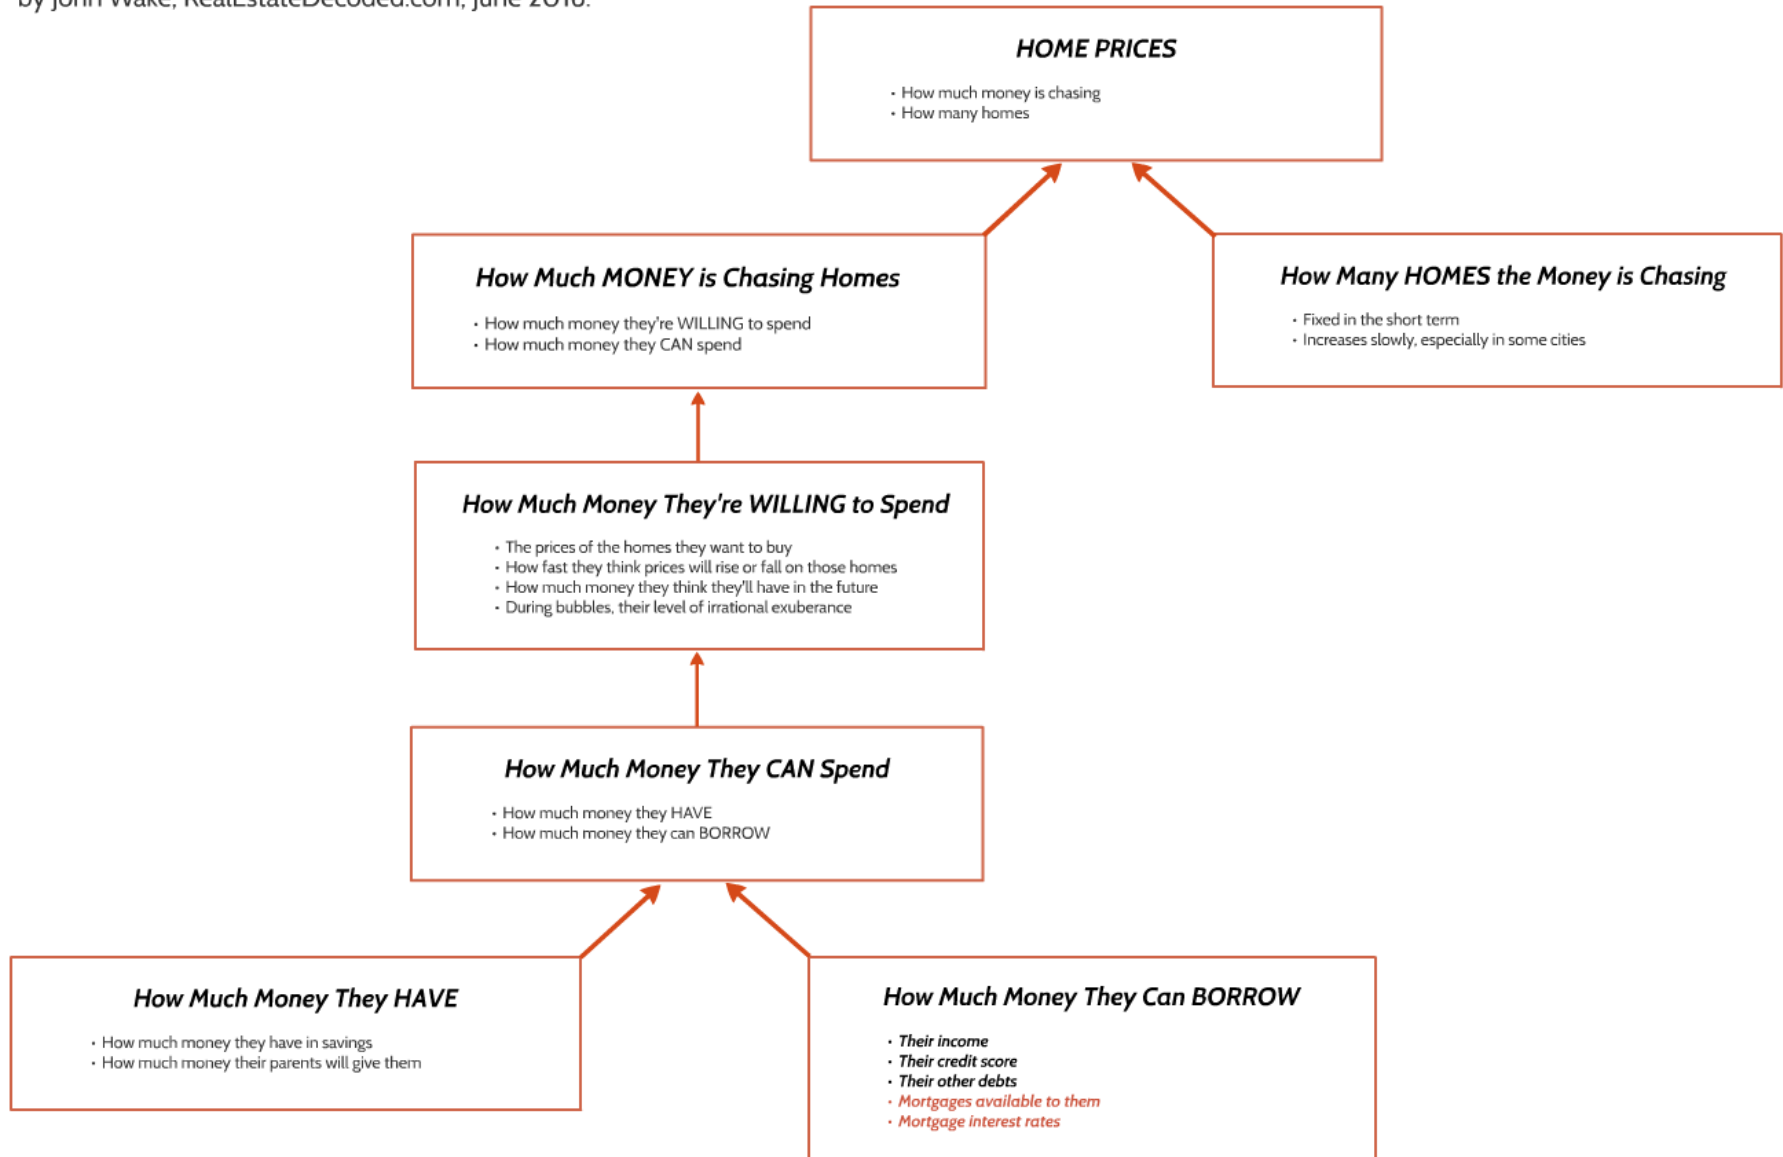 by John Wake, RealEstateDecoded.com, June 2018.
HOME PRICES
• How much money is chasing
• How many homes
How Much MONEY is Chasing Homes
• How much money they're WILLING to spend
• How much money they CAN spend
How Many HOMES the Money is Chasing
• Fixed in the short term
• Increases slowly, especially in some cities
How Much Money They're WILLING to Spend
• The prices of the homes they want to buy
• How fast they think prices will rise or fall on those homes
• How much money they think they'll have in the future
• During bubbles, their level of irrational exuberance
How Much Money They CAN Spend
• How much money they HAVE
• How much money they can BORROW
How Much Money They HAVE
• How much money they have in savings
• How much money their parents will give them
How Much Money They Can BORROW
• Their income
• Their credit score
• Their other debts
• Mortgages available to them
• Mortgage interest rates